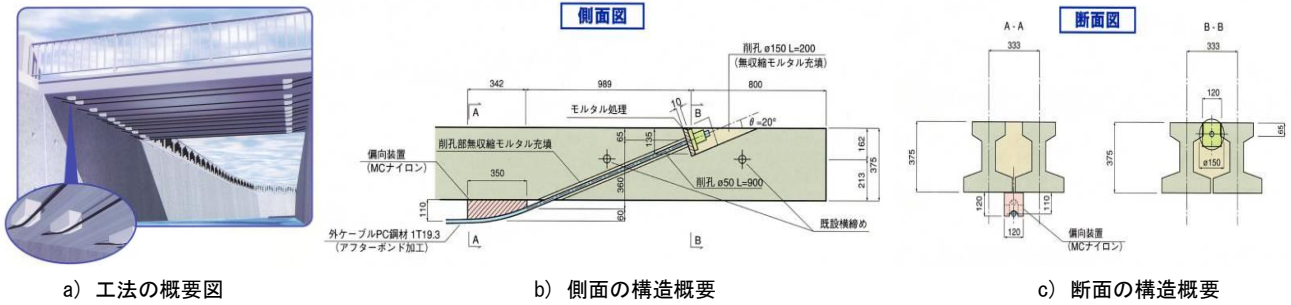 側面図
削孔 ø150 L=200
(無収縮モルタル充填)
342
989
800
A
モルタル処理
10
B
θ=20°
65
135
削孔部無収縮モルタル充填
162
375
213
偏向装置
(MCナイロン)
350
360
削孔 ø50 L=900
110
60
既設横締め
外ケーブルPC鋼材 1T19.3
(アフターボンド加工)
A
B
断面図
A - A
333
B - B
333
120
65
375
375
ø150
120
110
120
偏向装置
(MCナイロン)
a) 工法の概要図
b) 側面の構造概要
c) 断面の構造概要